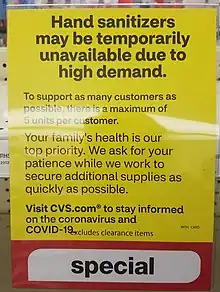 Hand sanitizers
may be temporarily
unavailable due to
high demand.
To support as many customers as
possible, there is a maximum of
5 units per customer.
Your family's health is our
top priority. We ask for your
patience while we work to
secure additional supplies as
quickly as possible.
Visit CVS.com® to stay informed
on the coronavirus and
COVID-19.
excludes clearance items
special